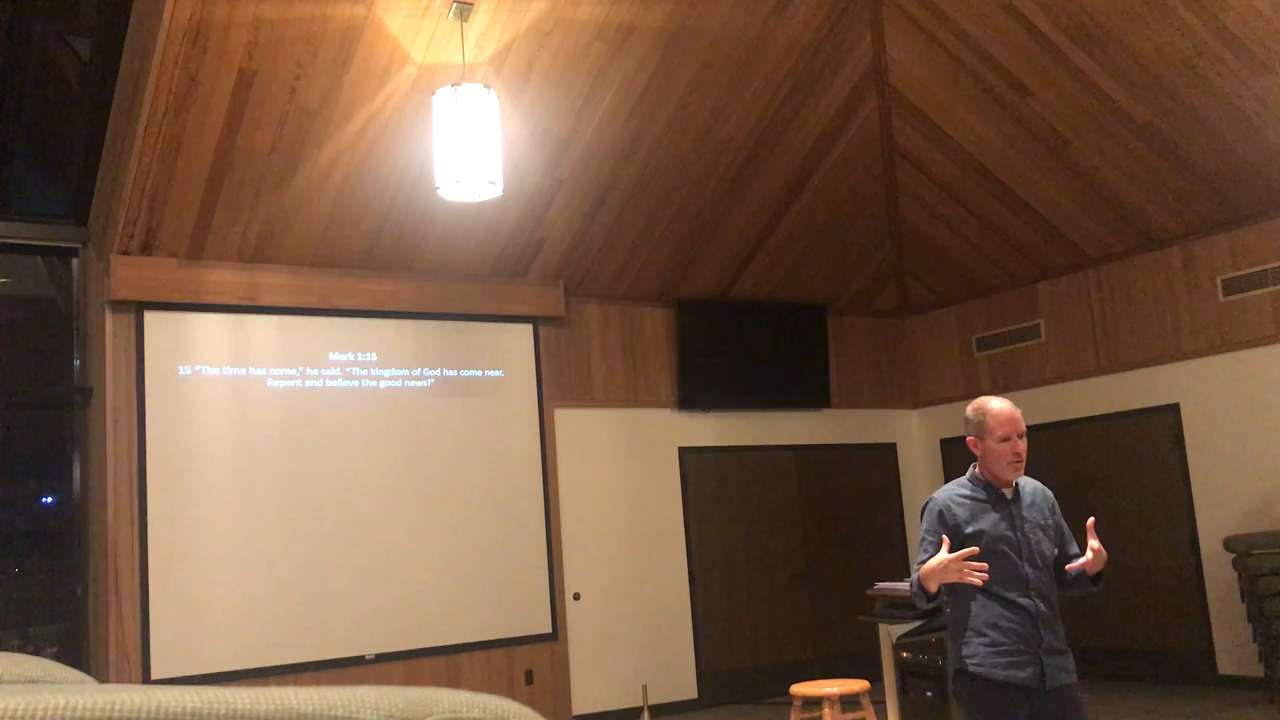 Mark 1:15
15 "The time has come," he said. "The kingdom of God has come near.
Repent and believe the good news!"